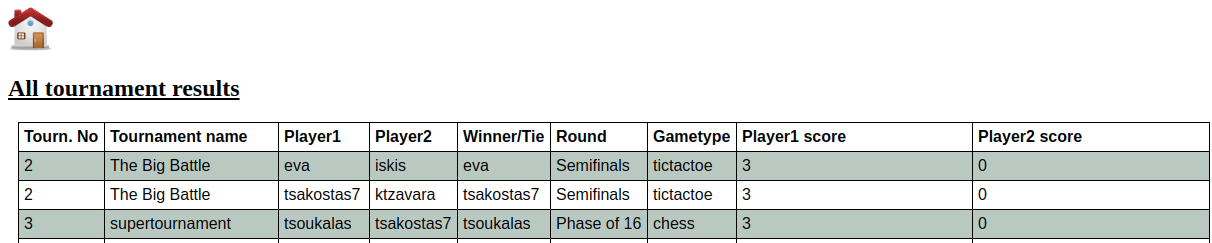 All tournament results
Tourn. No Tournament name Player1 Player2 Winner/Tie Round Gametype Player1 score Player2 score
2 The Big Battle eva iskis eva Semifinals tictactoe 3 0
2 The Big Battle tsakostas7 ktzavara tsakostas7 Semifinals tictactoe 3 0
3 supertournament tsoukalas tsakostas7 tsoukalas Phase of 16 chess 3 0